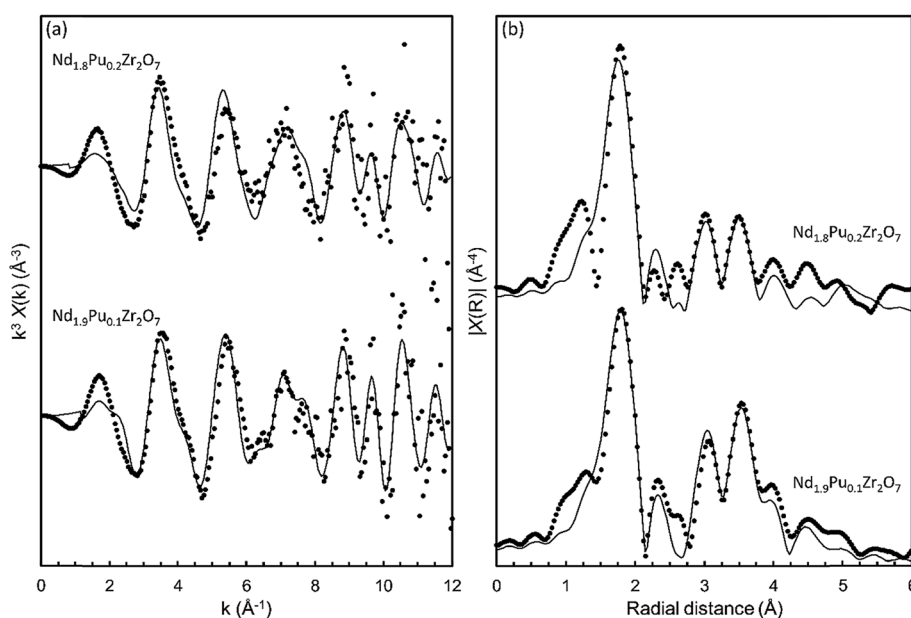 (a)
Nd1.8Pu0.2Zr2O7
Nd1.9Pu0.1Zr2O7
k³ X(k) (Å⁻³)
0 2 4 6 8 10 12
k (Å⁻¹)
(b)
Nd1.8Pu0.2Zr2O7
Nd1.9Pu0.1Zr2O7
|X(R)| (Å⁻⁴)
0 1 2 3 4 5 6
Radial distance (Å)